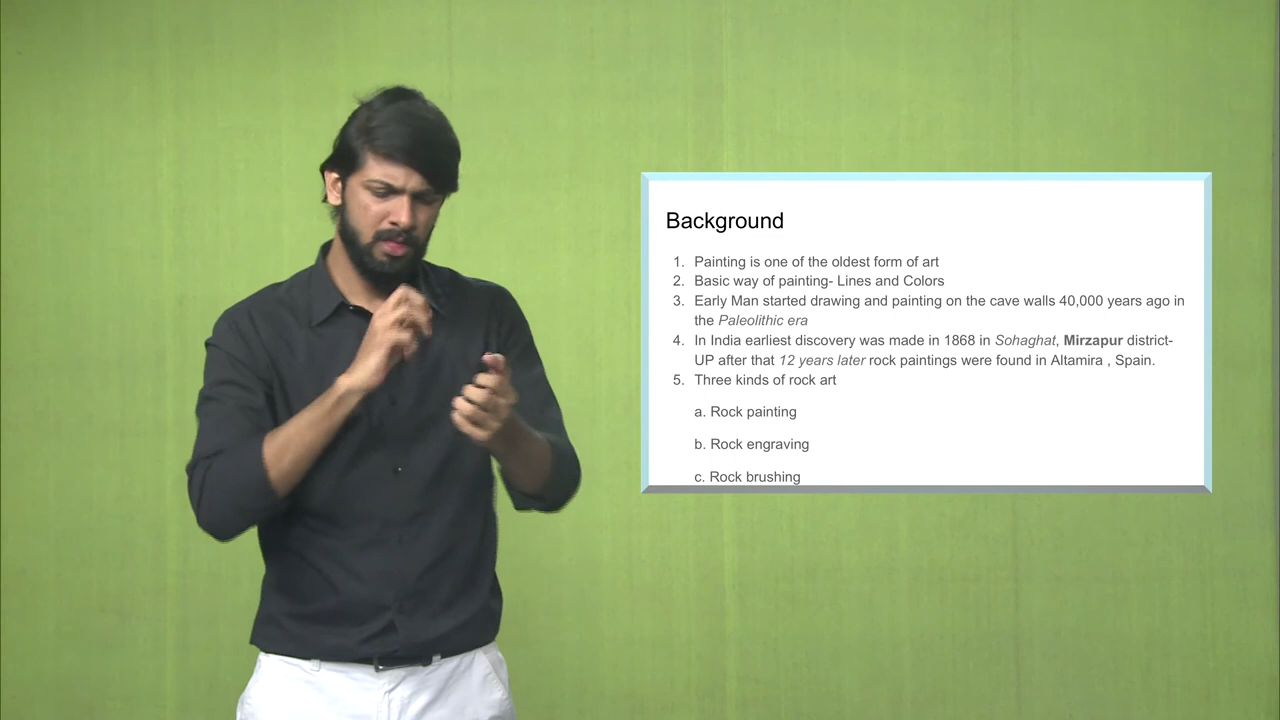 Background
1. Painting is one of the oldest form of art
2. Basic way of painting- Lines and Colors
3. Early Man started drawing and painting on the cave walls 40,000 years ago in
the Paleolithic era
4. In India earliest discovery was made in 1868 in Sohaghat, Mirzapur district-
UP after that 12 years later rock paintings were found in Altamira , Spain.
5. Three kinds of rock art
a. Rock painting
b. Rock engraving
c. Rock brushing